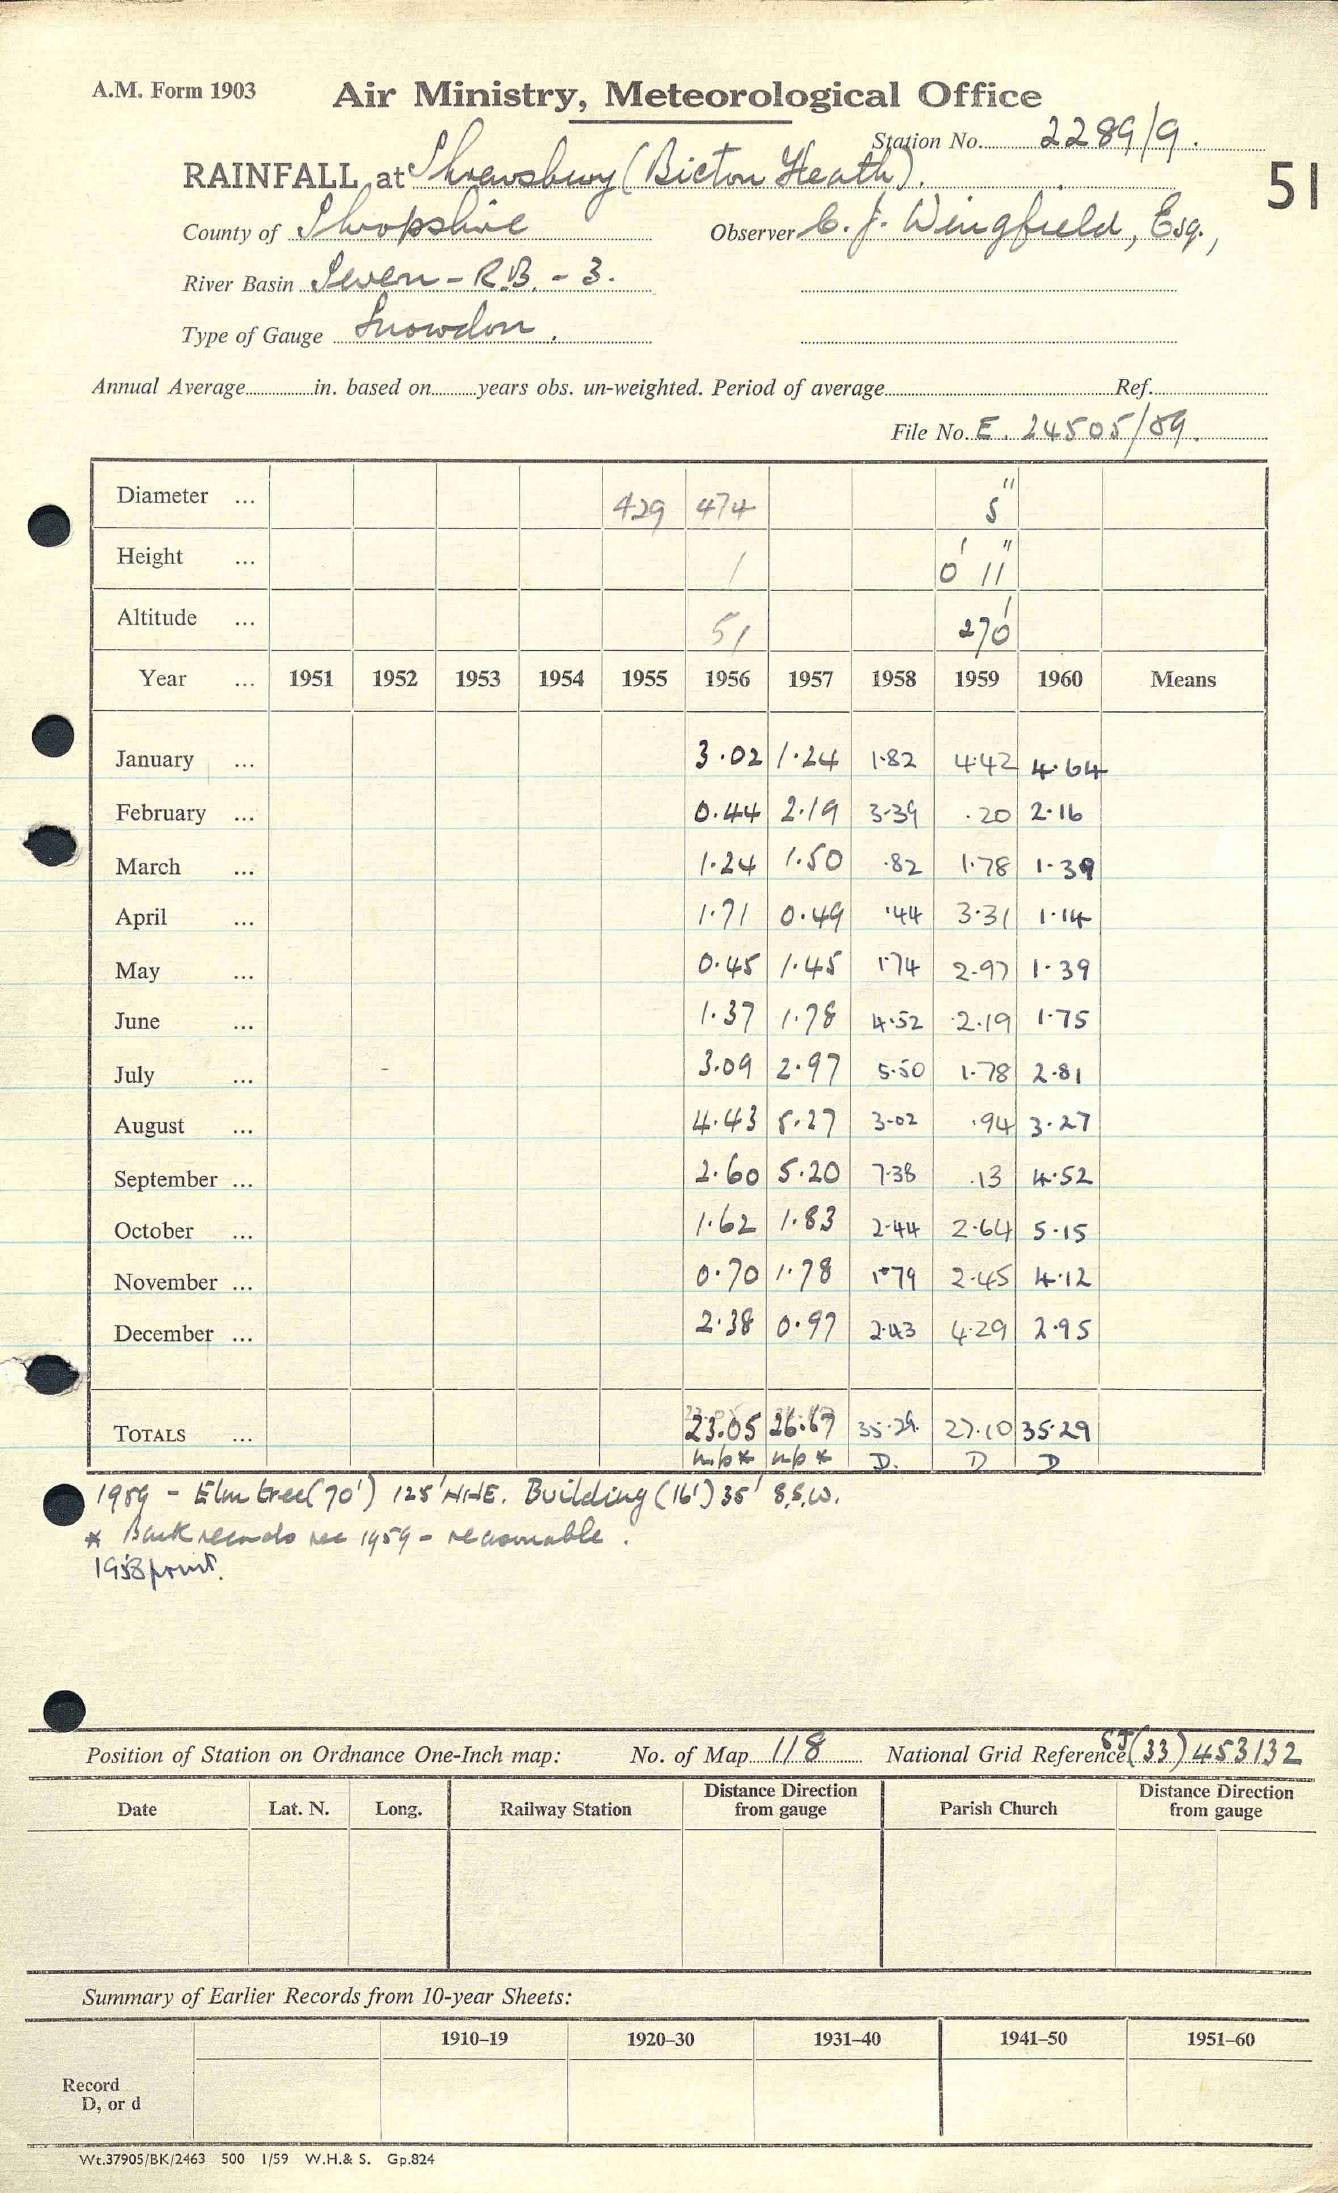 A.M. Form 1903 Air Ministry, Meteorological Office
Station No. 2289/9.
RAINFALL at Shrewsbury (Bicton Heath).
51
County of Shropshire Observer C. J. Wingfield, Esq.,
River Basin Severn - R.B. - 3.
Type of Gauge Snowdon.
Annual Average in. based on years obs. un-weighted. Period of average Ref.
File No. E. 24505/59.
Diameter ... 429 474 5"
Height ... 1 0' 11"
Altitude ... 51 270'
Year ... 1951 1952 1953 1954 1955 1956 1957 1958 1959 1960 Means
January ... 3.02 1.24 1.82 4.42 4.64
February ... 0.44 2.19 3.39 .20 2.16
March ... 1.24 1.50 .82 1.78 1.39
April ... 1.71 0.49 .44 3.31 1.14
May ... 0.45 1.45 1.74 2.97 1.39
June ... 1.37 1.78 4.52 2.19 1.75
July ... 3.09 2.97 5.50 1.78 2.81
August ... 4.43 5.27 3.02 .94 3.27
September ... 2.60 5.20 7.38 .13 4.52
October ... 1.62 1.83 2.44 2.64 5.15
November ... 0.70 1.78 1.79 2.45 4.12
December ... 2.38 0.97 2.43 4.29 2.95
TOTALS ... 23.05 26.67 35.29. 27.10 35.29
n.p * n.p * D. D D
1959 - Elm tree (70') 125' NNE. Building (16') 35' S.S.W.
* Back records rec 1959 - reasonable.
1958 print.
Position of Station on Ordnance One-Inch map: No. of Map 118 National Grid Reference SJ (33) 453132
Date Lat. N. Long. Railway Station Distance Direction from gauge Parish Church Distance Direction from gauge
Summary of Earlier Records from 10-year Sheets:
1910–19 1920–30 1931–40 1941–50 1951–60
Record
D, or d
Wt.37905/BK/2463 500 1/59 W.H.& S. Gp.824